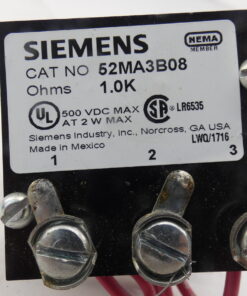 SIEMENS
NEMA
MEMBER
CAT NO 52MA3B08
Ohms 1.0K
UL
500 VDC MAX
AT 2 W MAX
SA
LR6535
Siemens Industry, Inc., Norcross, GA USA
Made in Mexico
LWQ/1716
1 2 3